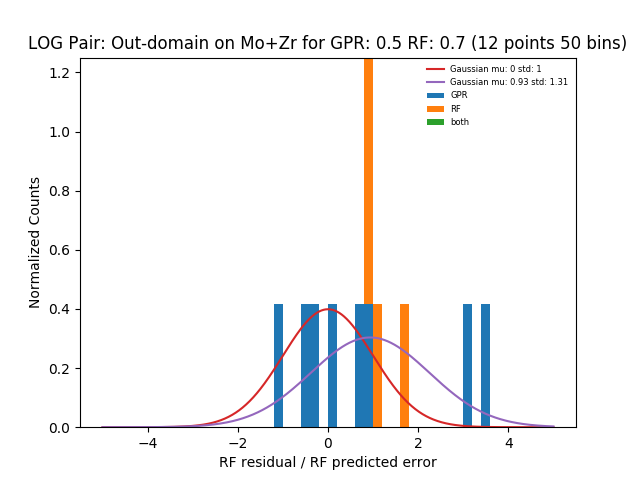 LOG Pair: Out-domain on Mo+Zr for GPR: 0.5 RF: 0.7 (12 points 50 bins)
Gaussian mu: 0 std: 1
Gaussian mu: 0.93 std: 1.31
GPR
RF
both
Normalized Counts
1.2
1.0
0.8
0.6
0.4
0.2
0.0
−4
−2
0
2
4
RF residual / RF predicted error